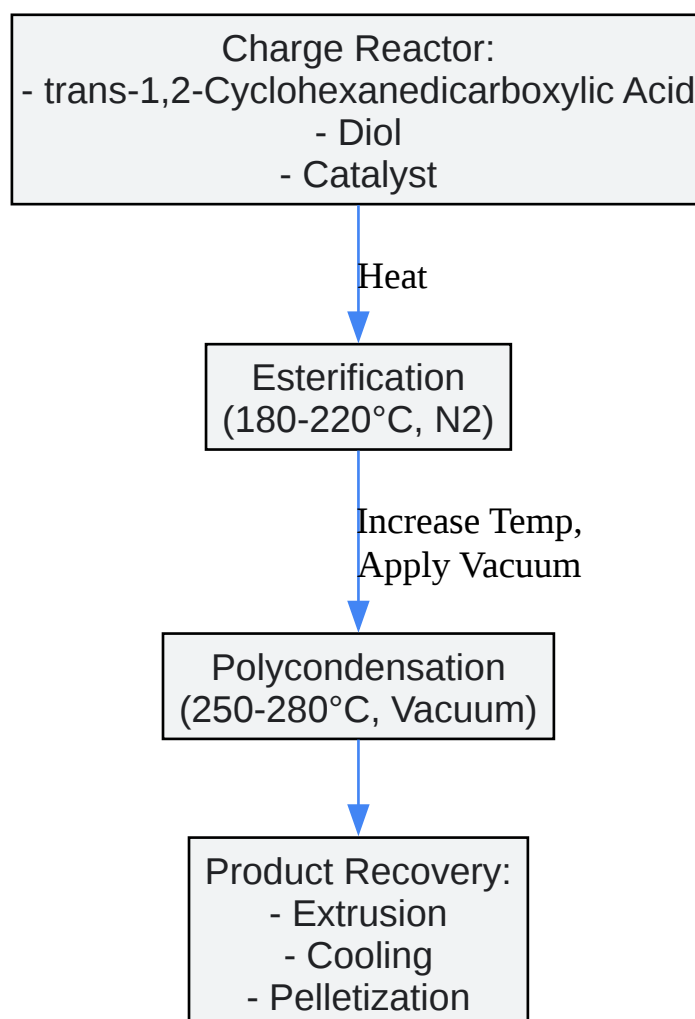 Charge Reactor:
- trans-1,2-Cyclohexanedicarboxylic Acid
- Diol
- Catalyst
Heat
Esterification
(180-220°C, N2)
Increase Temp,
Apply Vacuum
Polycondensation
(250-280°C, Vacuum)
Product Recovery:
- Extrusion
- Cooling
- Pelletization